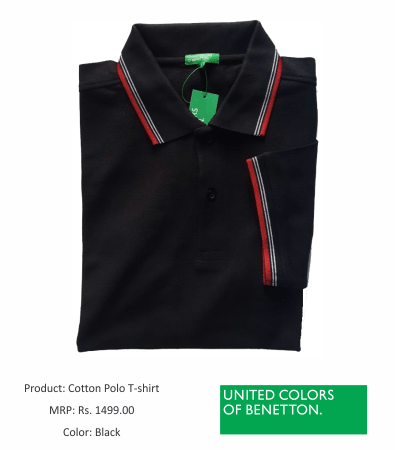 Product: Cotton Polo T-shirt
MRP: Rs. 1499.00
Color: Black
UNITED COLORS
OF BENETTON.